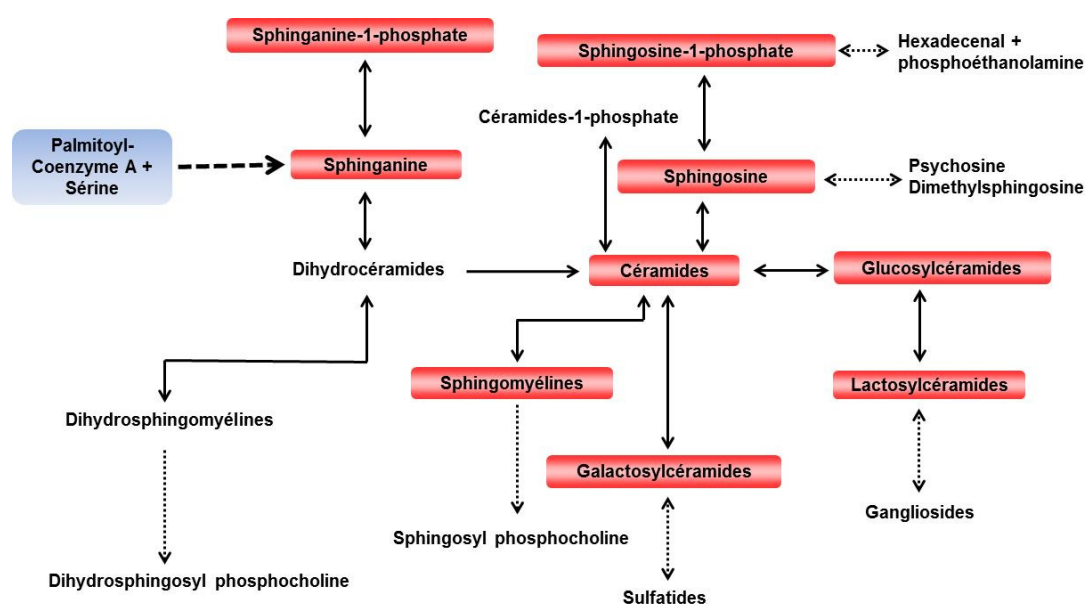 Sphinganine-1-phosphate
Sphingosine-1-phosphate
Hexadecenal +
phosphoéthanolamine
Céramides-1-phosphate
Palmitoyl-
Coenzyme A +
Sérine
Sphinganine
Sphingosine
Psychosine
Dimethylsphingosine
Dihydrocéramides
Céramides
Glucosylcéramides
Sphingomyélines
Lactosylcéramides
Dihydrosphingomyélines
Galactosylcéramides
Gangliosides
Sphingosyl phosphocholine
Dihydrosphingosyl phosphocholine
Sulfatides